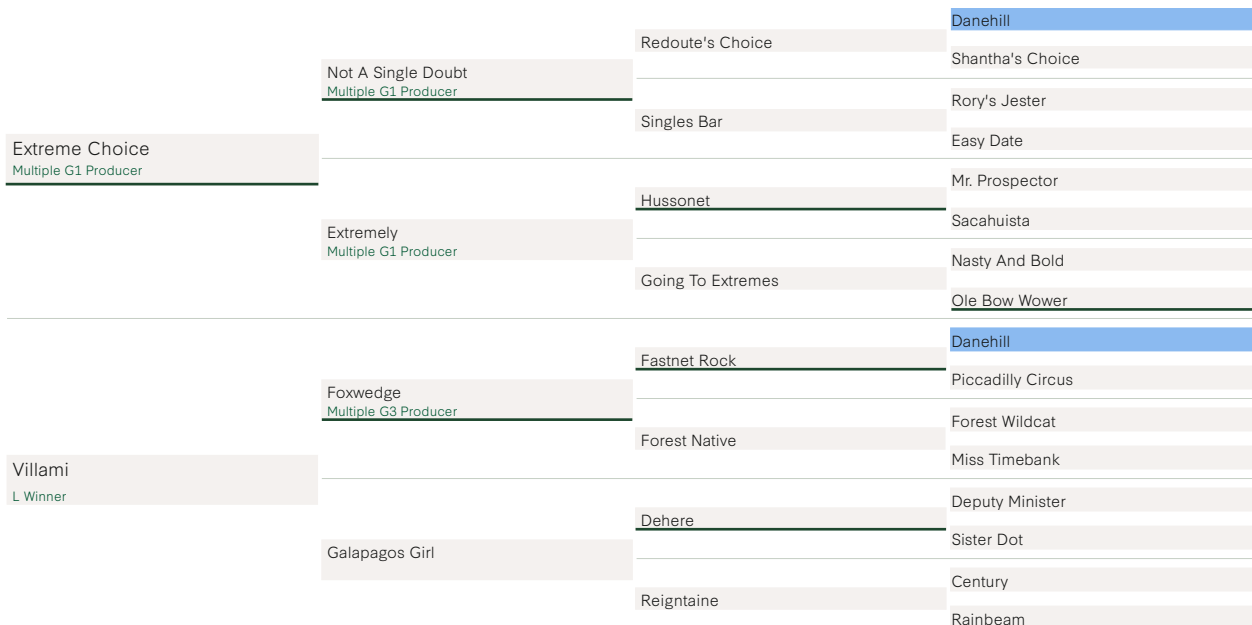 Extreme Choice
Multiple G1 Producer
Villami
L Winner
Not A Single Doubt
Multiple G1 Producer
Extremely
Multiple G1 Producer
Foxwedge
Multiple G3 Producer
Galapagos Girl
Redoute's Choice
Singles Bar
Hussonet
Going To Extremes
Fastnet Rock
Forest Native
Dehere
Reigntaine
Danehill
Shantha's Choice
Rory's Jester
Easy Date
Mr. Prospector
Sacahuista
Nasty And Bold
Ole Bow Wower
Danehill
Piccadilly Circus
Forest Wildcat
Miss Timebank
Deputy Minister
Sister Dot
Century
Rainbeam